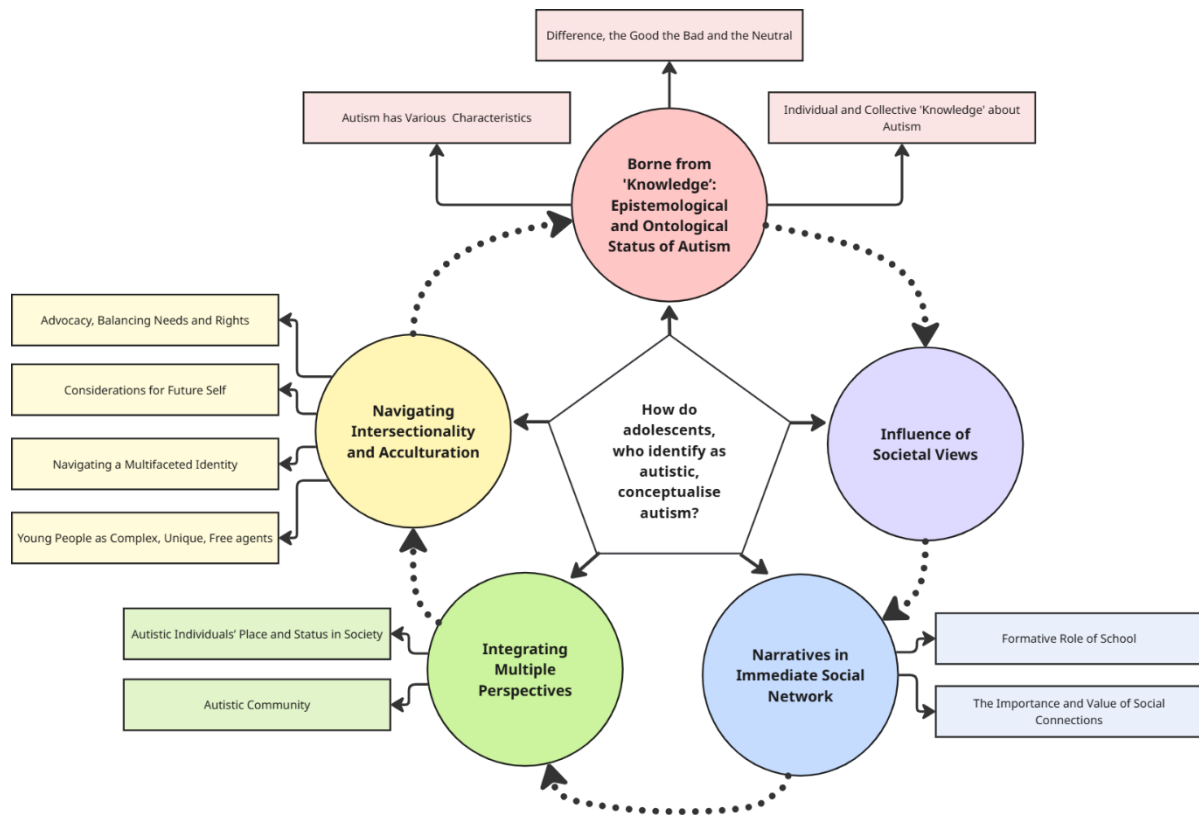 Difference, the Good the Bad and the Neutral
Autism has Various Characteristics
Individual and Collective 'Knowledge' about
Autism
Borne from
'Knowledge’:
Epistemological
and Ontological
Status of Autism
Advocacy, Balancing Needs and Rights
Considerations for Future Self
Navigating a Multifaceted Identity
Young People as Complex, Unique, Free agents
Navigating
Intersectionality
and Acculturation
How do
adolescents,
who identify as
autistic,
conceptualise
autism?
Influence of
Societal Views
Autistic Individuals’ Place and Status in Society
Autistic Community
Integrating
Multiple
Perspectives
Narratives in
Immediate Social
Network
Formative Role of School
The Importance and Value of Social
Connections